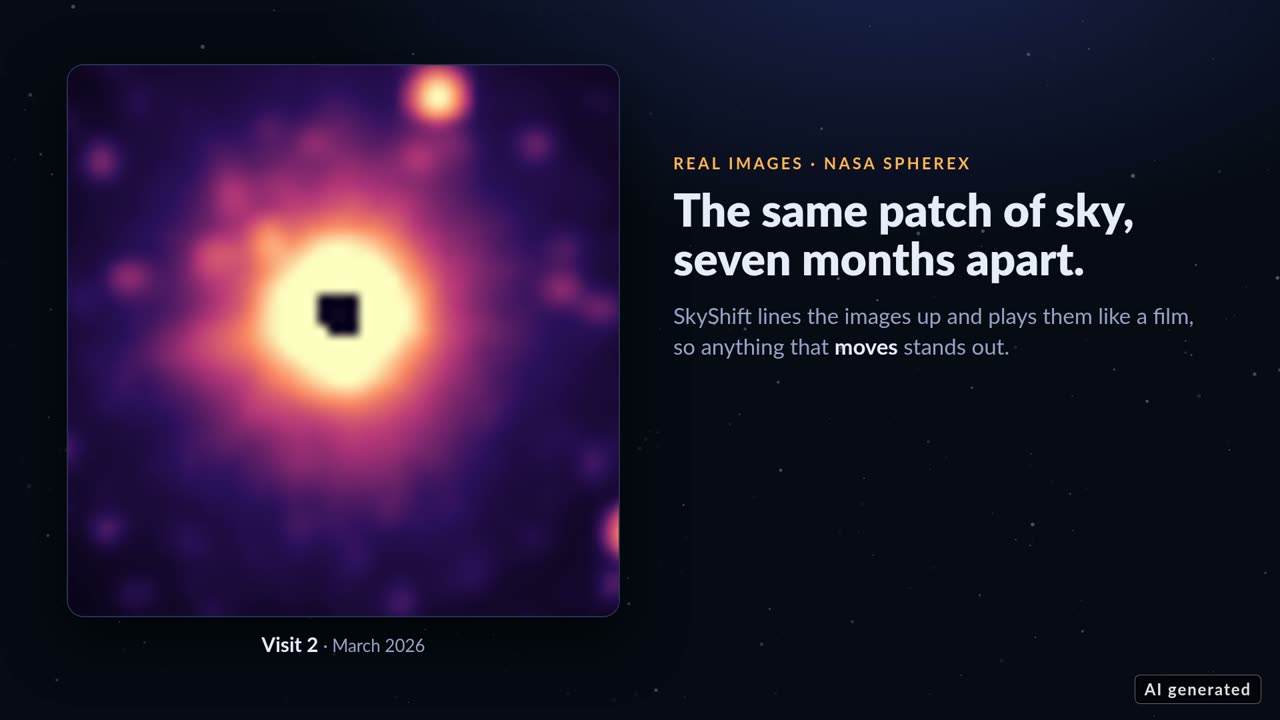 REAL IMAGES · NASA SPHEREX
The same patch of sky,
seven months apart.
SkyShift lines the images up and plays them like a film,
so anything that moves stands out.
Visit 2 · March 2026
AI generated